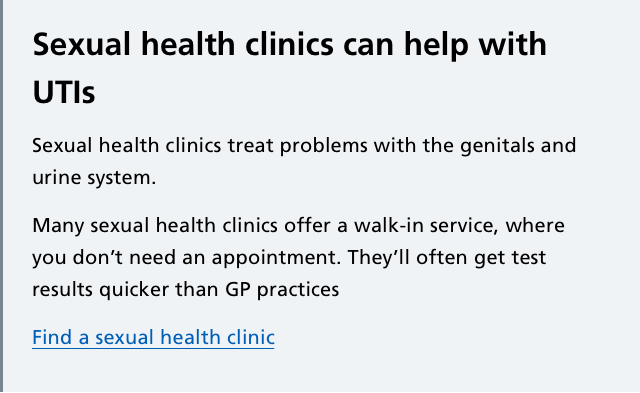 Sexual health clinics can help with
UTIs
Sexual health clinics treat problems with the genitals and
urine system.
Many sexual health clinics offer a walk-in service, where
you don’t need an appointment. They’ll often get test
results quicker than GP practices
Find a sexual health clinic